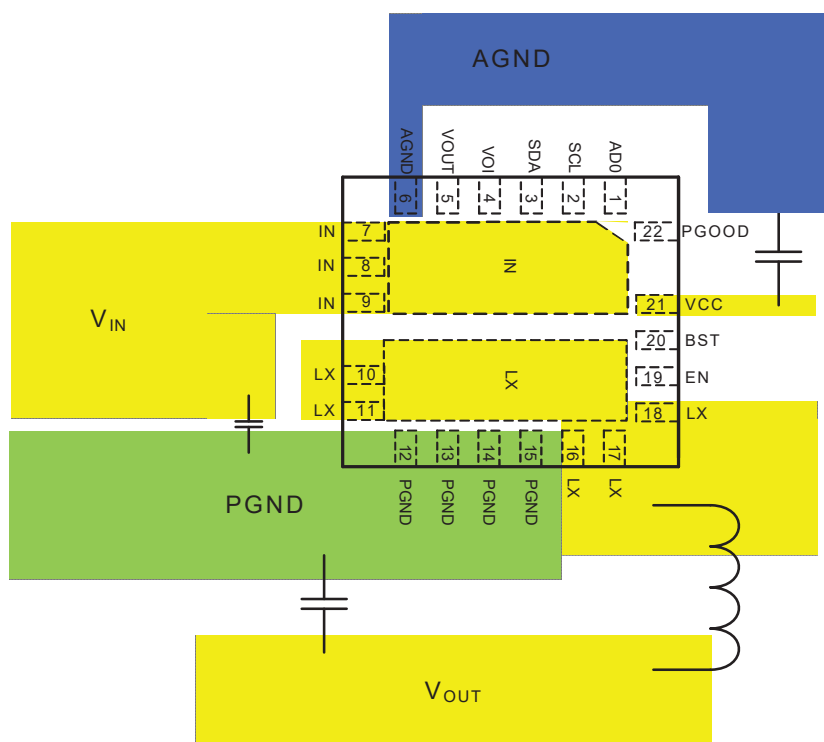 AGND
AGND
VOUT
VOI
SDA
SCL
AD0
6
5
4
3
2
1
IN 7
IN 8
IN 9
IN
22 PGOOD
21 VCC
20 BST
19 EN
18 LX
VIN
LX 10
LX 11
LX
12
13
14
15
16
17
PGND
PGND
PGND
PGND
LX
LX
PGND
VOUT